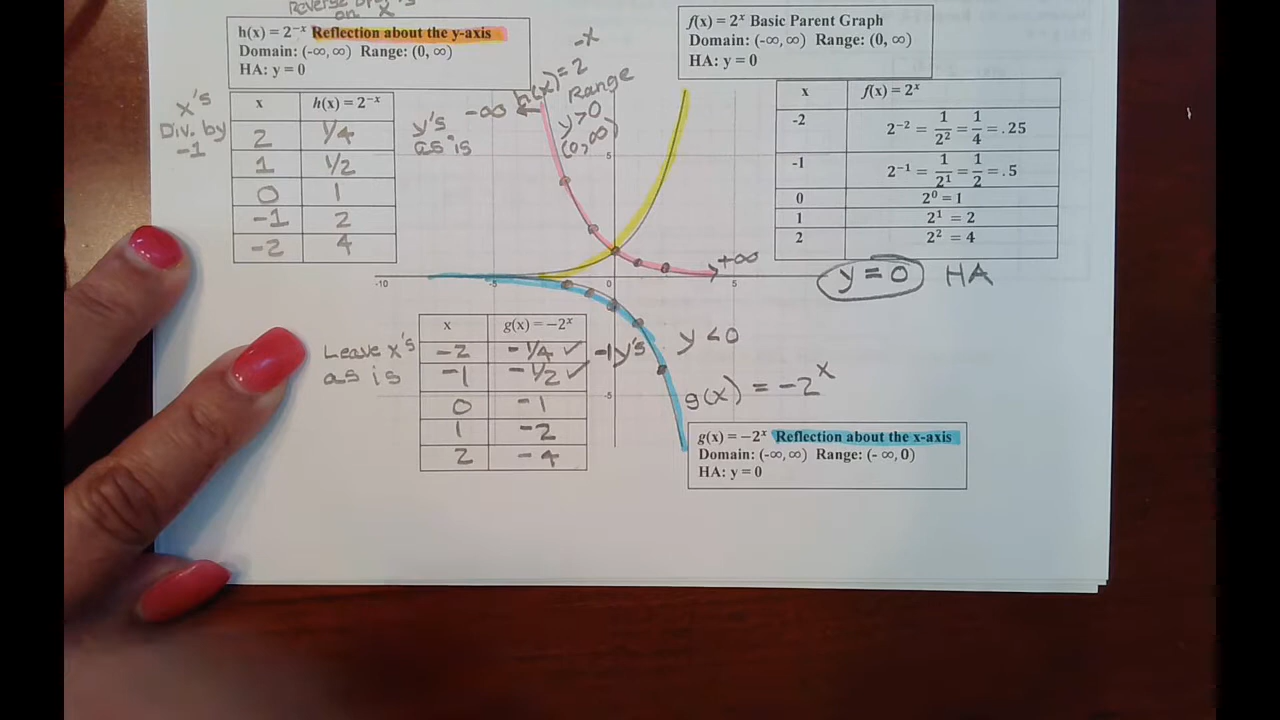 on X
h(x) = 2⁻ˣ Reflection about the y-axis
Domain: (-∞, ∞) Range: (0, ∞)
HA: y = 0
X's
Div. by
-1
x h(x) = 2⁻ˣ
2 1/4
1 1/2
0 1
-1 2
-2 4
y's
as is
-∞
h(x) = 2⁻ˣ
Range
y>0
(0, ∞)
+∞
f(x) = 2ˣ Basic Parent Graph
Domain: (-∞, ∞) Range: (0, ∞)
HA: y = 0
x f(x) = 2ˣ
-2 2⁻² = 1/2² = 1/4 = .25
-1 2⁻¹ = 1/2¹ = 1/2 = .5
0 2⁰ = 1
1 2¹ = 2
2 2² = 4
y = 0 HA
5
-10 -5 0 5
-5
Leave X's
as is
x g(x) = −2ˣ
-2 -1/4 ✓
-1 -1/2 ✓
0 -1
1 -2
2 -4
-1 y's
y < 0
g(x) = -2ˣ
g(x) = −2ˣ Reflection about the x-axis
Domain: (-∞, ∞) Range: (- ∞, 0)
HA: y = 0